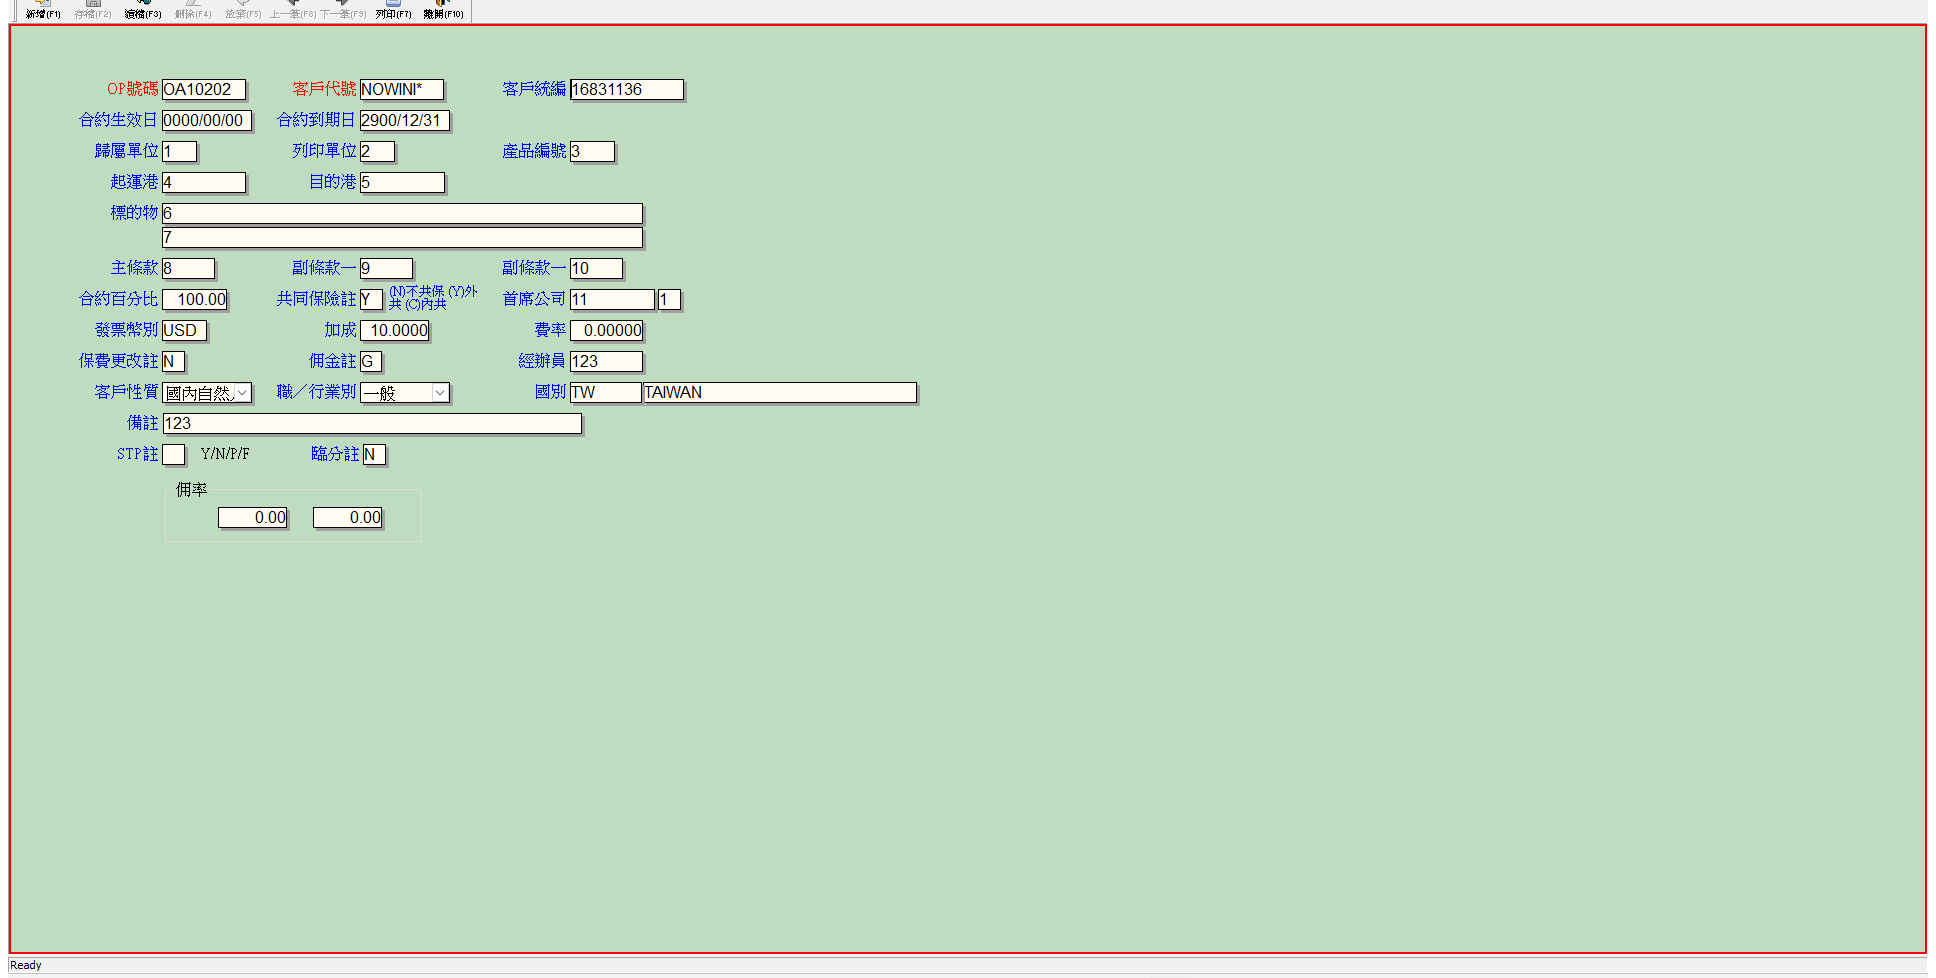 新增(F1) 存檔(F2) 讀檔(F3) 刪除(F4) 放棄(F5) 上一筆(F8) 下一筆(F9) 列印(F7) 離開(F10)
OP號碼 OA10202 客戶代號 NOWINI* 客戶統編 16831136
合約生效日 0000/00/00 合約到期日 2900/12/31
歸屬單位 1 列印單位 2 產品編號 3
起運港 4 目的港 5
標的物 6
7
主條款 8 副條款一 9 副條款一 10
合約百分比 100.00 共同保險註 Y (N)不共保 (Y)外
共 (C)內共 首席公司 11 1
發票幣別 USD 加成 10.0000 費率 0.00000
保費更改註 N 佣金註 G 經辦員 123
客戶性質 國內自然 職／行業別 一般 國別 TW TAIWAN
備註 123
STP註 Y/N/P/F 臨分註 N
佣率
0.00 0.00
Ready